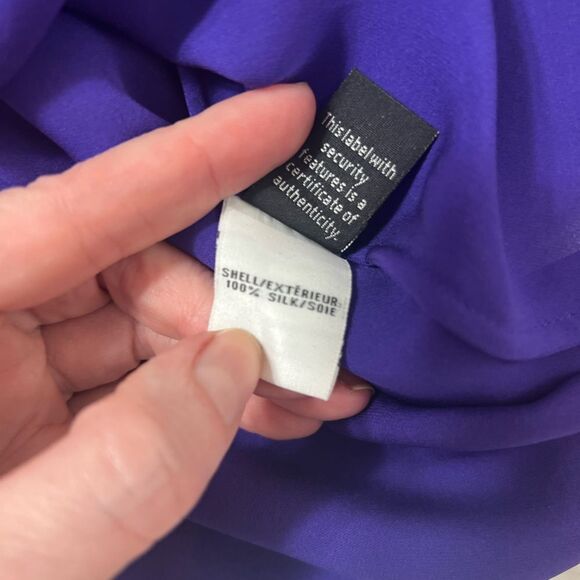 This label with
security
features is a
certificate of
authenticity.
SHELL/EXTÉRIEUR:
100% SILK/SOIE